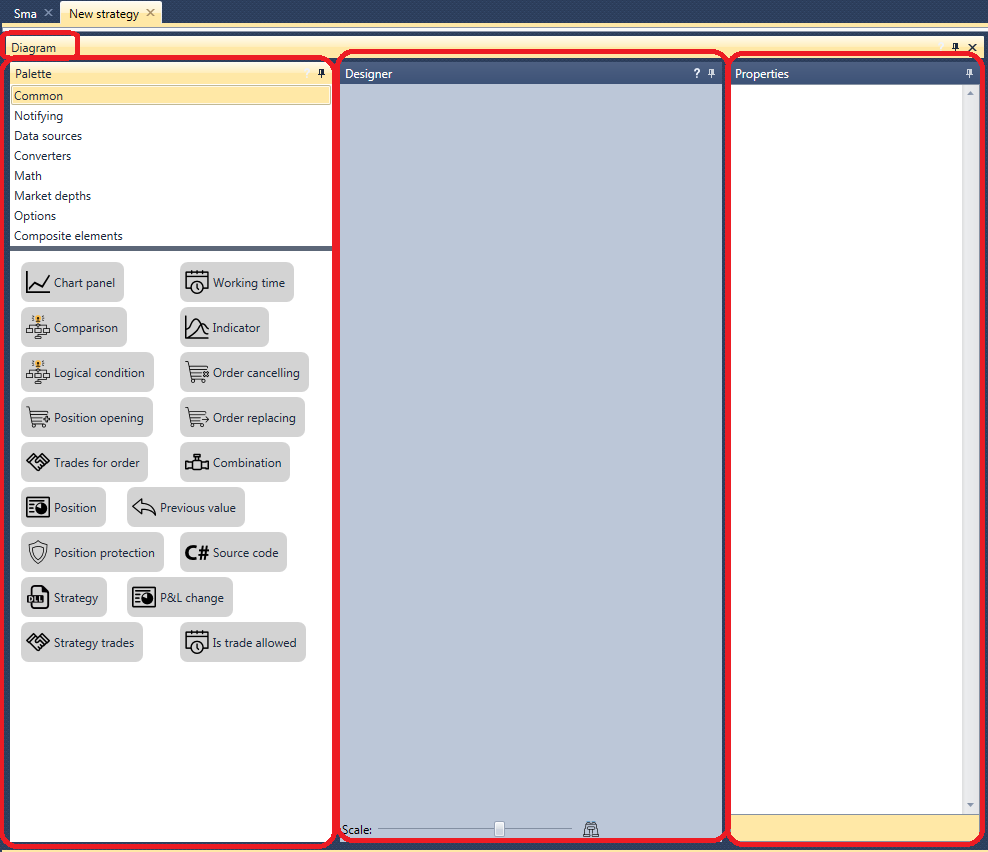 Sma New strategy
Diagram
Palette
Common
Notifying
Data sources
Converters
Math
Market depths
Options
Composite elements
Chart panel Working time
Comparison Indicator
Logical condition Order cancelling
Position opening Order replacing
Trades for order Combination
Position Previous value
Position protection C# Source code
DLL Strategy P&L change
Strategy trades Is trade allowed
Designer ?
Scale:
Properties